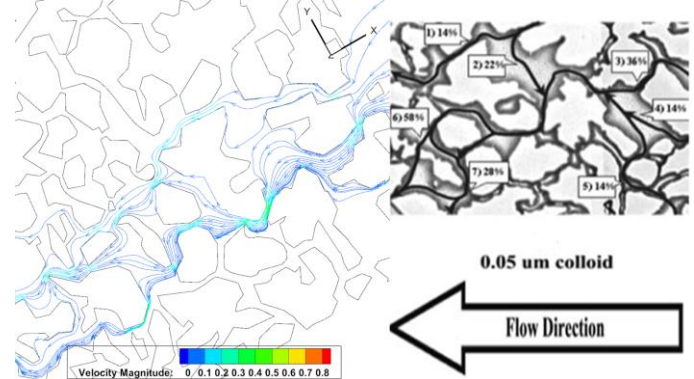 Y
X
1) 14%
2) 22%
3) 36%
4) 14%
6) 58%
7) 28%
5) 14%
0.05 um colloid
Flow Direction
Velocity Magnitude: 0 0.1 0.2 0.3 0.4 0.5 0.6 0.7 0.8